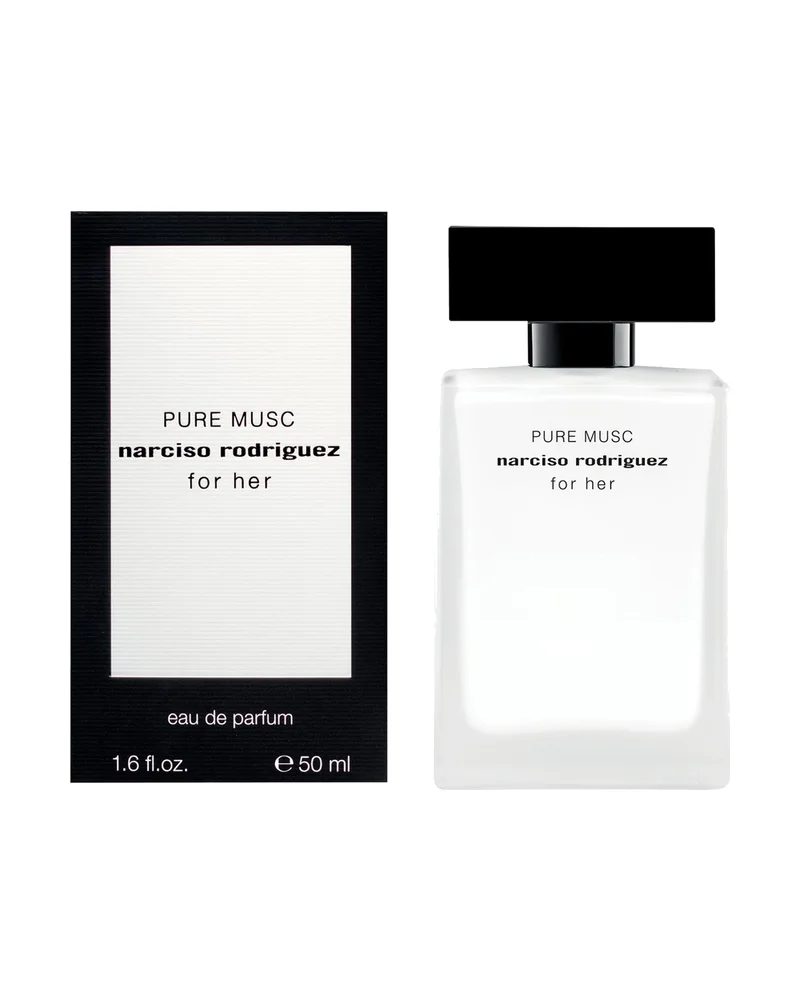 PURE MUSC
narciso rodriguez
for her
eau de parfum
1.6 fl.oz. ℮ 50 ml
PURE MUSC
narciso rodriguez
for her